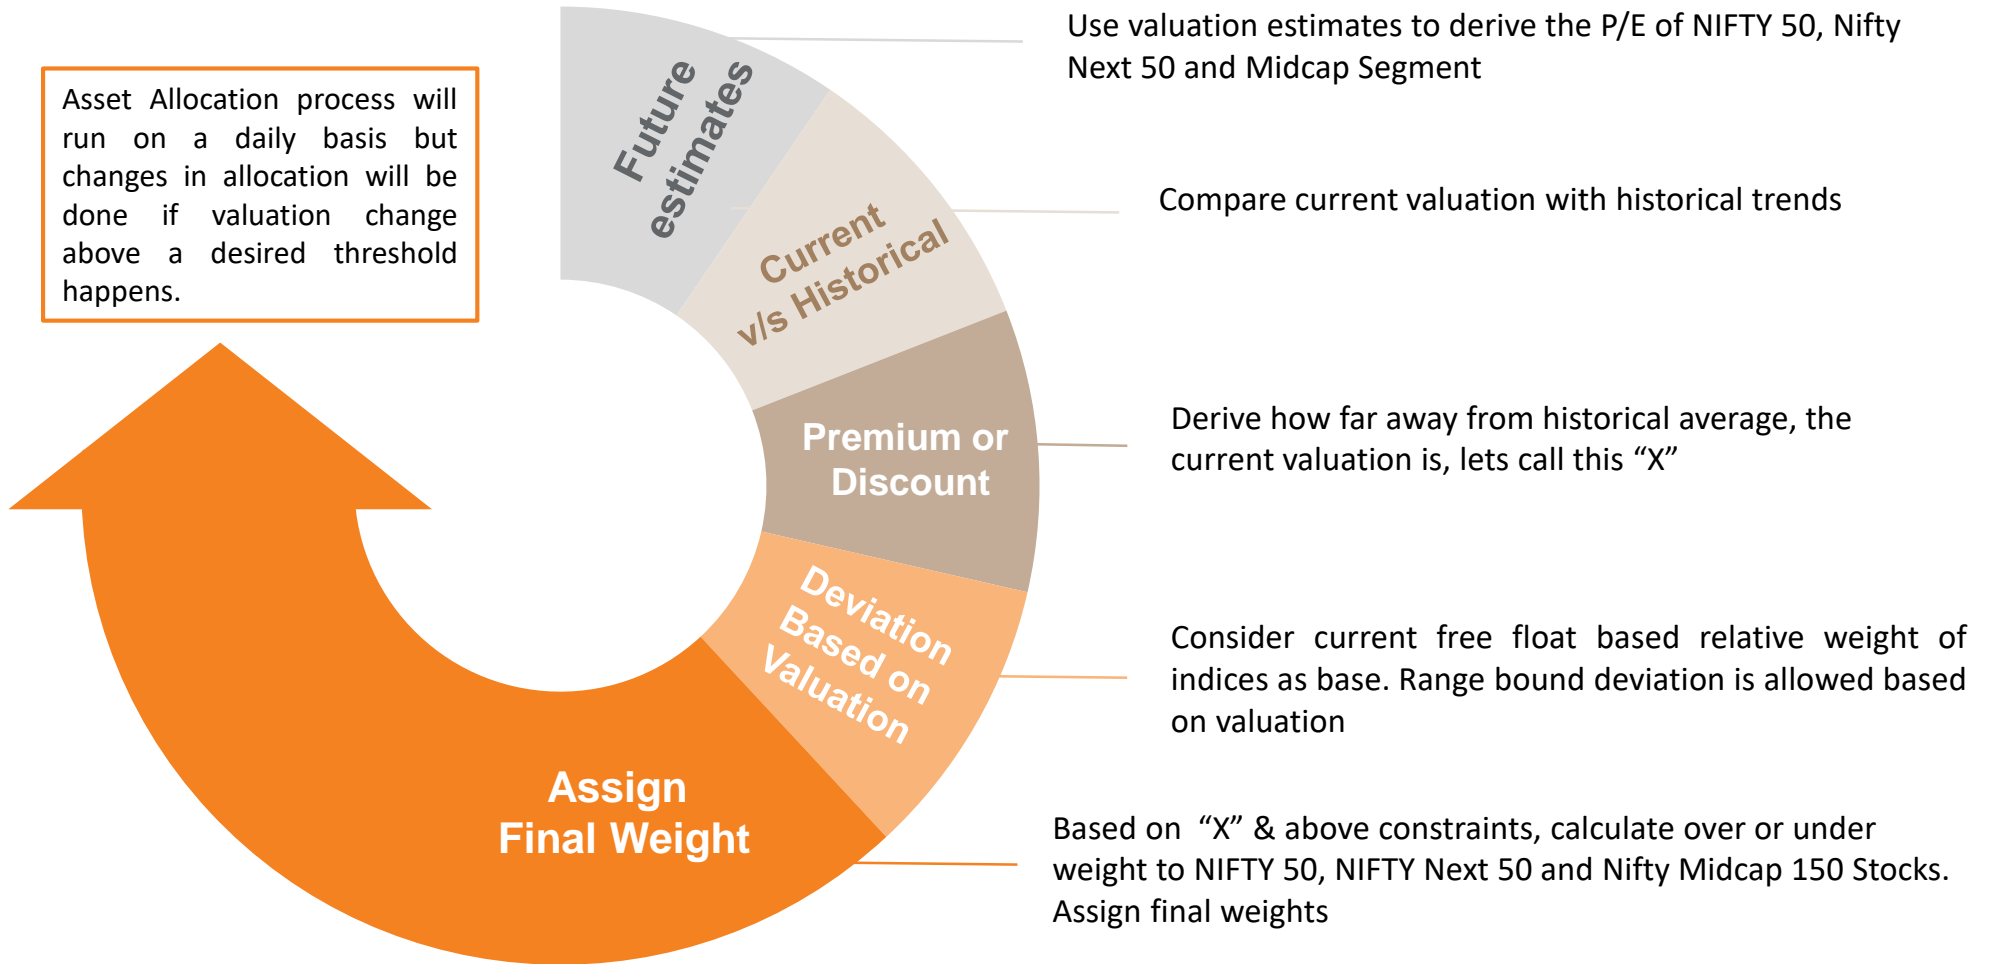 Asset Allocation process will
run on a daily basis but
changes in allocation will be
done if valuation change
above a desired threshold
happens.
Future
estimates
Use valuation estimates to derive the P/E of NIFTY 50, Nifty
Next 50 and Midcap Segment
Current
v/s Historical
Compare current valuation with historical trends
Premium or
Discount
Derive how far away from historical average, the
current valuation is, lets call this “X”
Deviation
Based on
Valuation
Consider current free float based relative weight of
indices as base. Range bound deviation is allowed based
on valuation
Assign
Final Weight
Based on “X” & above constraints, calculate over or under
weight to NIFTY 50, NIFTY Next 50 and Nifty Midcap 150 Stocks.
Assign final weights